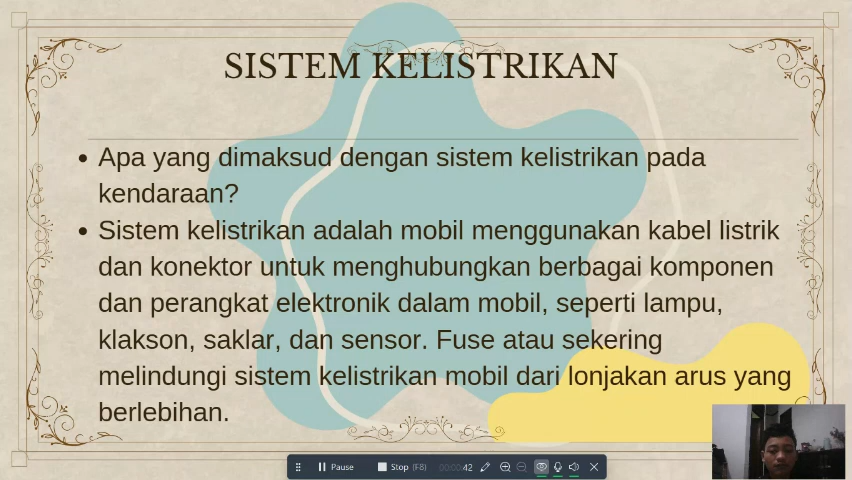 SISTEM KELISTRIKAN
• Apa yang dimaksud dengan sistem kelistrikan pada
kendaraan?
• Sistem kelistrikan adalah mobil menggunakan kabel listrik
dan konektor untuk menghubungkan berbagai komponen
dan perangkat elektronik dalam mobil, seperti lampu,
klakson, saklar, dan sensor. Fuse atau sekering
melindungi sistem kelistrikan mobil dari lonjakan arus yang
berlebihan.
Pause Stop (F8) 00:00:42